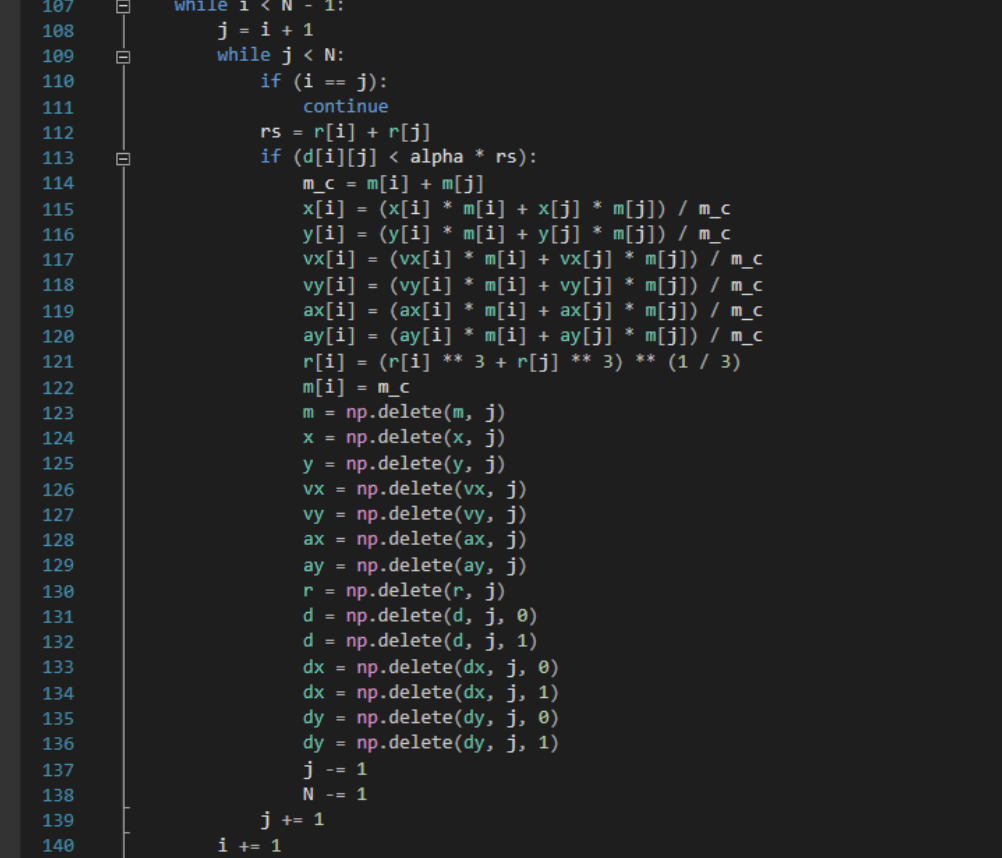 107 while i < N - 1:
108 j = i + 1
109 while j < N:
110 if (i == j):
111 continue
112 rs = r[i] + r[j]
113 if (d[i][j] < alpha * rs):
114 m_c = m[i] + m[j]
115 x[i] = (x[i] * m[i] + x[j] * m[j]) / m_c
116 y[i] = (y[i] * m[i] + y[j] * m[j]) / m_c
117 vx[i] = (vx[i] * m[i] + vx[j] * m[j]) / m_c
118 vy[i] = (vy[i] * m[i] + vy[j] * m[j]) / m_c
119 ax[i] = (ax[i] * m[i] + ax[j] * m[j]) / m_c
120 ay[i] = (ay[i] * m[i] + ay[j] * m[j]) / m_c
121 r[i] = (r[i] ** 3 + r[j] ** 3) ** (1 / 3)
122 m[i] = m_c
123 m = np.delete(m, j)
124 x = np.delete(x, j)
125 y = np.delete(y, j)
126 vx = np.delete(vx, j)
127 vy = np.delete(vy, j)
128 ax = np.delete(ax, j)
129 ay = np.delete(ay, j)
130 r = np.delete(r, j)
131 d = np.delete(d, j, 0)
132 d = np.delete(d, j, 1)
133 dx = np.delete(dx, j, 0)
134 dx = np.delete(dx, j, 1)
135 dy = np.delete(dy, j, 0)
136 dy = np.delete(dy, j, 1)
137 j -= 1
138 N -= 1
139 j += 1
140 i += 1